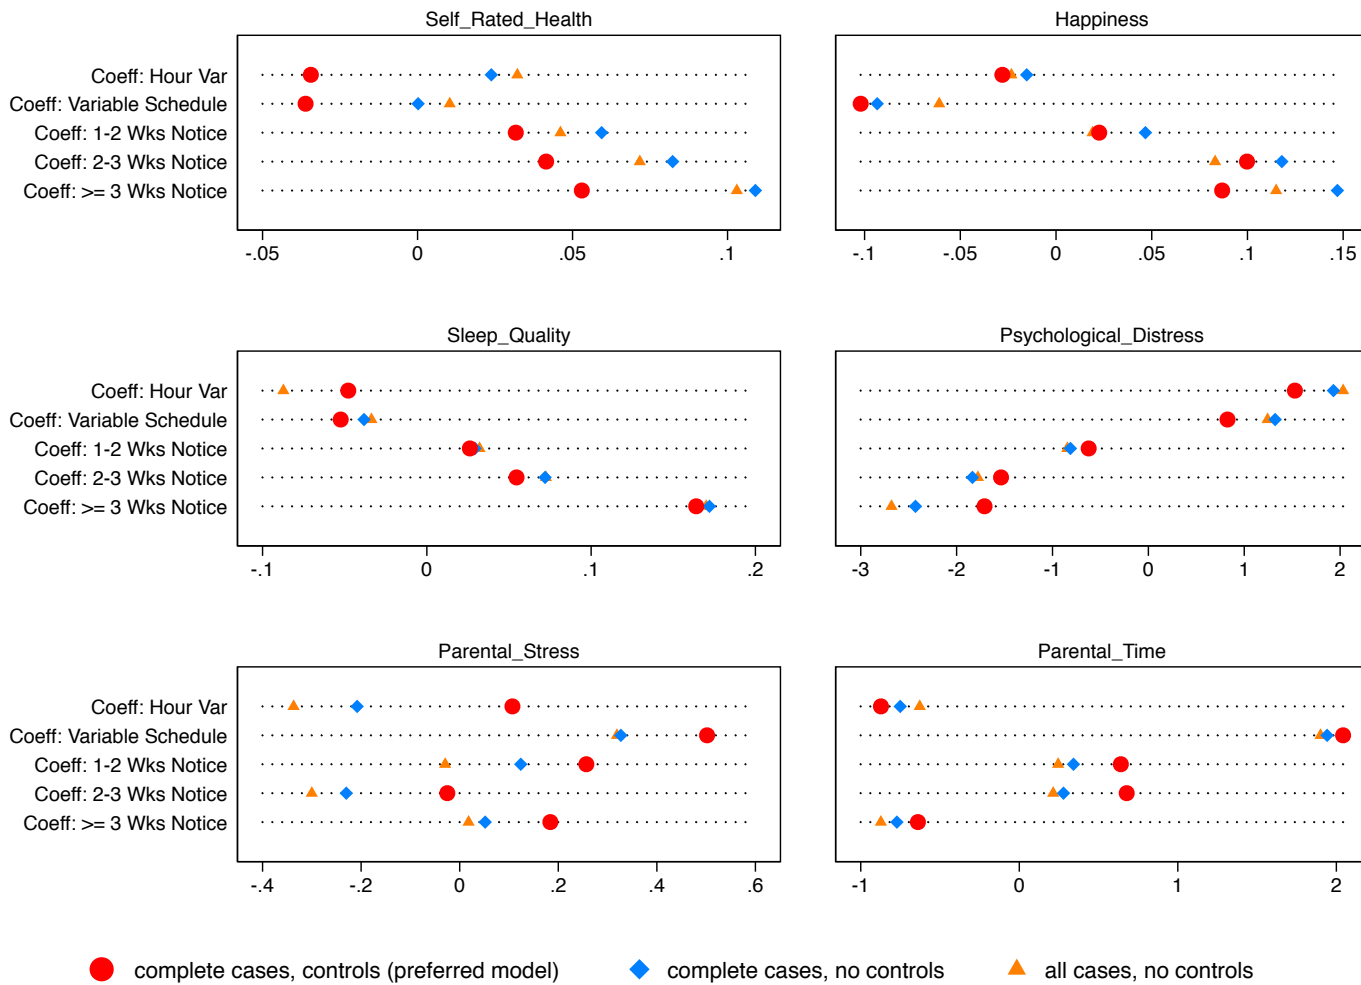 Self_Rated_Health
Happiness
Coeff: Hour Var
Coeff: Variable Schedule
Coeff: 1-2 Wks Notice
Coeff: 2-3 Wks Notice
Coeff: >= 3 Wks Notice
-.05 0 .05 .1
-.1 -.05 0 .05 .1 .15
Sleep_Quality
Psychological_Distress
Coeff: Hour Var
Coeff: Variable Schedule
Coeff: 1-2 Wks Notice
Coeff: 2-3 Wks Notice
Coeff: >= 3 Wks Notice
-.1 0 .1 .2
-3 -2 -1 0 1 2
Parental_Stress
Parental_Time
Coeff: Hour Var
Coeff: Variable Schedule
Coeff: 1-2 Wks Notice
Coeff: 2-3 Wks Notice
Coeff: >= 3 Wks Notice
-.4 -.2 0 .2 .4 .6
-1 0 1 2
complete cases, controls (preferred model)
complete cases, no controls
all cases, no controls